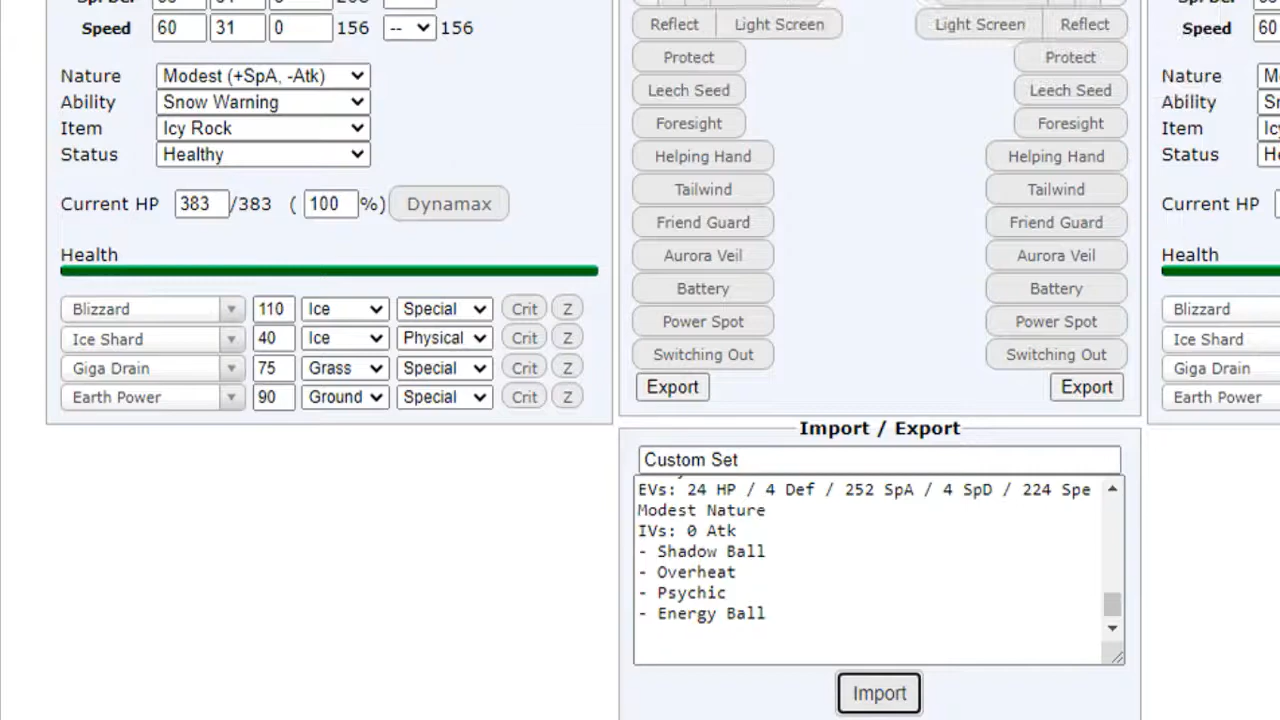 Speed 60 31 0 156 -- 156
Nature Modest (+SpA, -Atk)
Ability Snow Warning
Item Icy Rock
Status Healthy
Current HP 383 /383 ( 100 %) Dynamax
Health
Blizzard 110 Ice Special Crit Z
Ice Shard 40 Ice Physical Crit Z
Giga Drain 75 Grass Special Crit Z
Earth Power 90 Ground Special Crit Z
Reflect Light Screen Light Screen Reflect
Protect Protect
Leech Seed Leech Seed
Foresight Foresight
Helping Hand Helping Hand
Tailwind Tailwind
Friend Guard Friend Guard
Aurora Veil Aurora Veil
Battery Battery
Power Spot Power Spot
Switching Out Switching Out
Export Export
Import / Export
Custom Set
EVs: 24 HP / 4 Def / 252 SpA / 4 SpD / 224 Spe
Modest Nature
IVs: 0 Atk
- Shadow Ball
- Overheat
- Psychic
- Energy Ball
Import
Speed 60
Nature
Ability
Item
Status
Current HP
Health
Blizzard
Ice Shard
Giga Drain
Earth Power